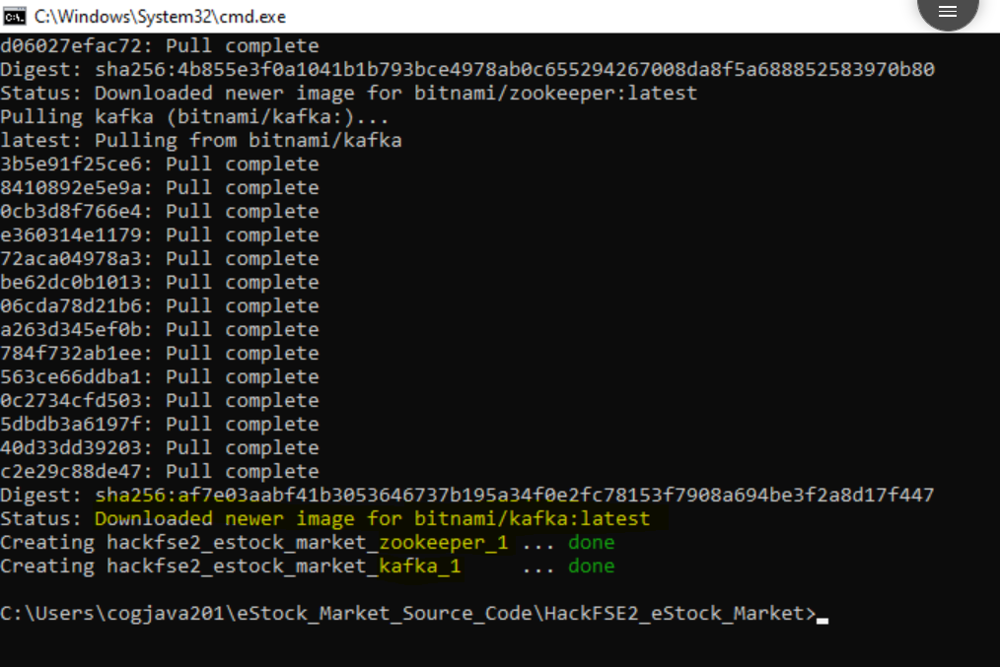 C:\Windows\System32\cmd.exe
d06027efac72: Pull complete
Digest: sha256:4b855e3f0a1041b1b793bce4978ab0c655294267008da8f5a688852583970b80
Status: Downloaded newer image for bitnami/zookeeper:latest
Pulling kafka (bitnami/kafka:)...
latest: Pulling from bitnami/kafka
3b5e91f25ce6: Pull complete
8410892e5e9a: Pull complete
0cb3d8f766e4: Pull complete
e360314e1179: Pull complete
72aca04978a3: Pull complete
be62dc0b1013: Pull complete
06cda78d21b6: Pull complete
a263d345ef0b: Pull complete
784f732ab1ee: Pull complete
563ce66ddba1: Pull complete
0c2734cfd503: Pull complete
5dbdb3a6197f: Pull complete
40d33dd39203: Pull complete
c2e29c88de47: Pull complete
Digest: sha256:af7e03aabf41b3053646737b195a34f0e2fc78153f7908a694be3f2a8d17f447
Status: Downloaded newer image for bitnami/kafka:latest
Creating hackfse2_estock_market_zookeeper_1 ... done
Creating hackfse2_estock_market_kafka_1     ... done
C:\Users\cogjava201\eStock_Market_Source_Code\HackFSE2_eStock_Market>